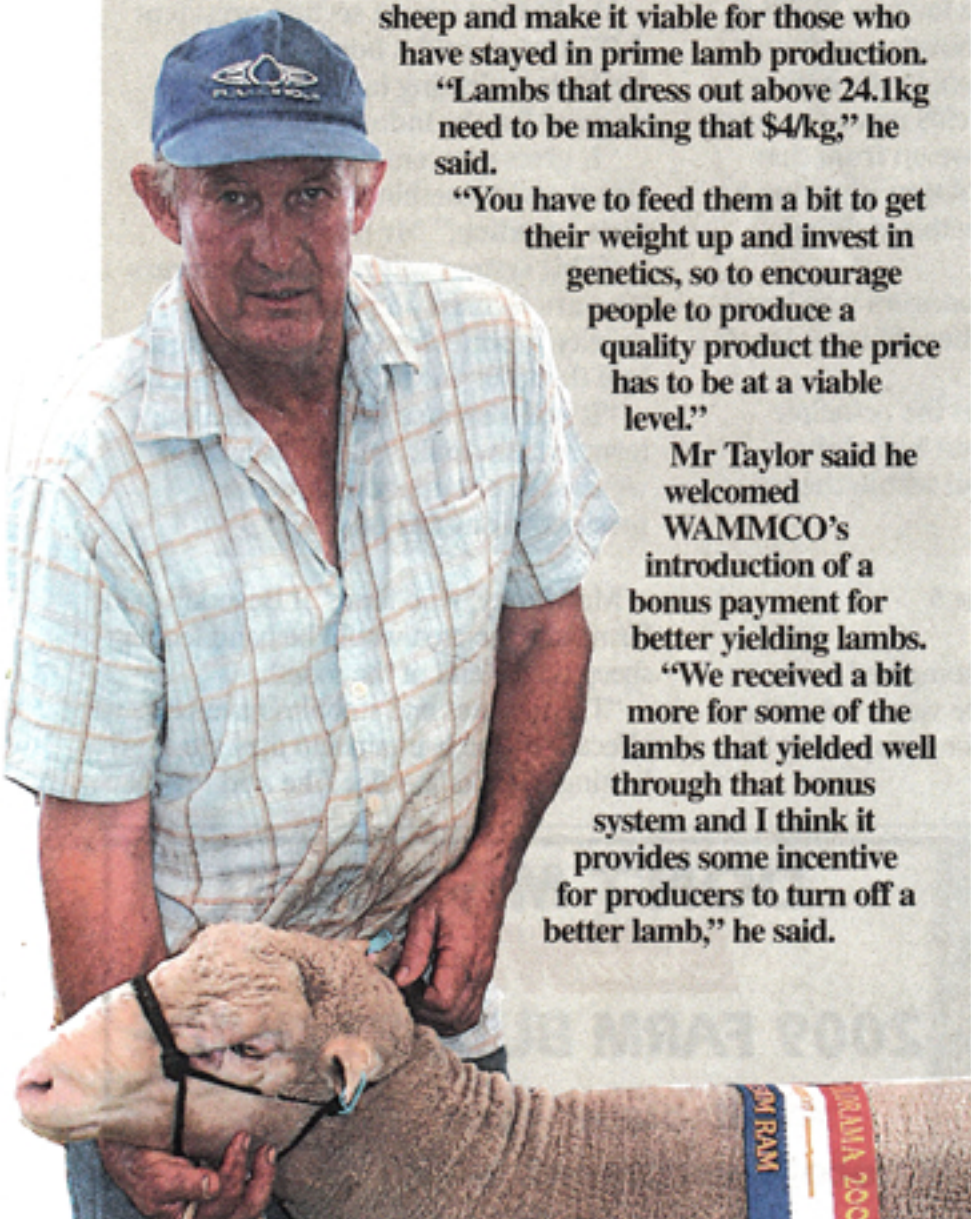 sheep and make it viable for those who
have stayed in prime lamb production.
“Lambs that dress out above 24.1kg
need to be making that $4/kg,” he
said.
“You have to feed them a bit to get
their weight up and invest in
genetics, so to encourage
people to produce a
quality product the price
has to be at a viable
level.”
Mr Taylor said he
welcomed
WAMMCO’s
introduction of a
bonus payment for
better yielding lambs.
“We received a bit
more for some of the
lambs that yielded well
through that bonus
system and I think it
provides some incentive
for producers to turn off a
better lamb,” he said.
2009 FARM
RAM